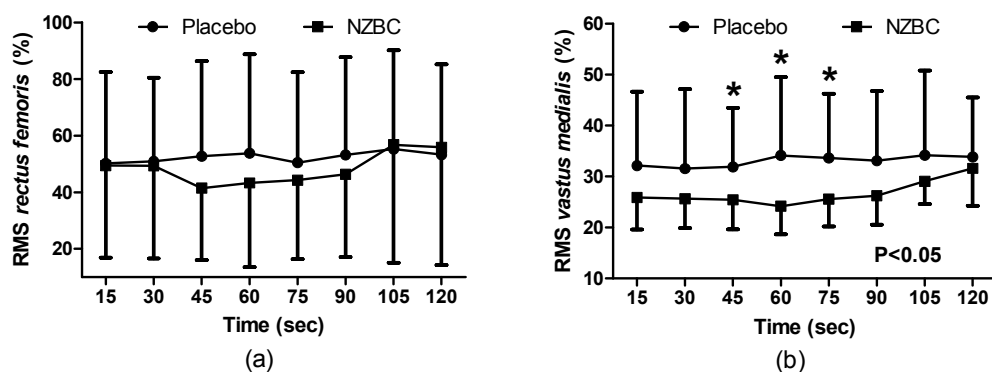 Placebo NZBC
RMS rectus femoris (%)
100
80
60
40
20
15 30 45 60 75 90 105 120
Time (sec)
(a)
Placebo NZBC
RMS vastus medialis (%)
60
50
40
30
20
10
* * *
P<0.05
15 30 45 60 75 90 105 120
Time (sec)
(b)